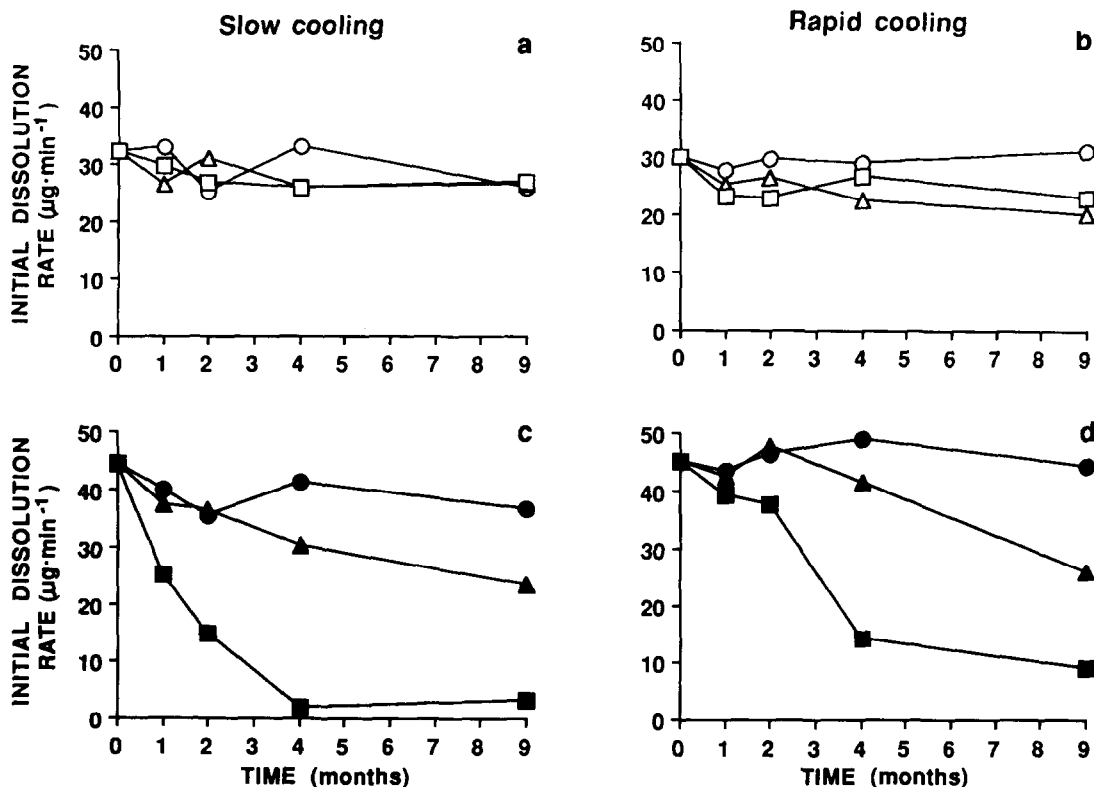 Slow cooling
Rapid cooling
a
b
INITIAL DISSOLUTION
RATE (µg·min⁻¹)
50
40
30
20
10
0
0 1 2 3 4 5 6 7 8 9
50
40
30
20
10
0
0 1 2 3 4 5 6 7 8 9
c
d
INITIAL DISSOLUTION
RATE (µg·min⁻¹)
50
40
30
20
10
0
0 1 2 3 4 5 6 7 8 9
TIME (months)
50
40
30
20
10
0
0 1 2 3 4 5 6 7 8 9
TIME (months)